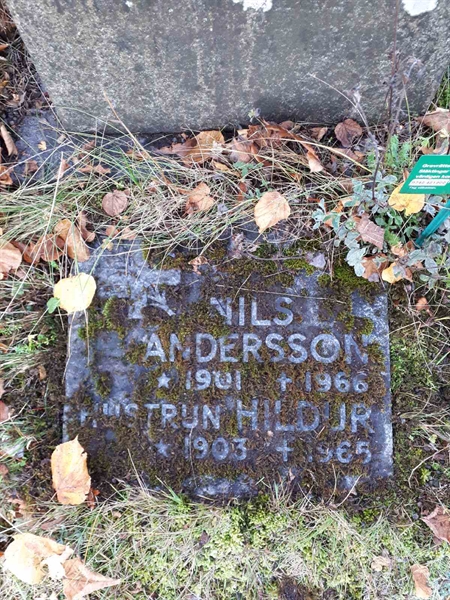 NILS
ANDERSSON
* 1901 + 1966
HUSTRUN HILDUR
* 1903 + 1965